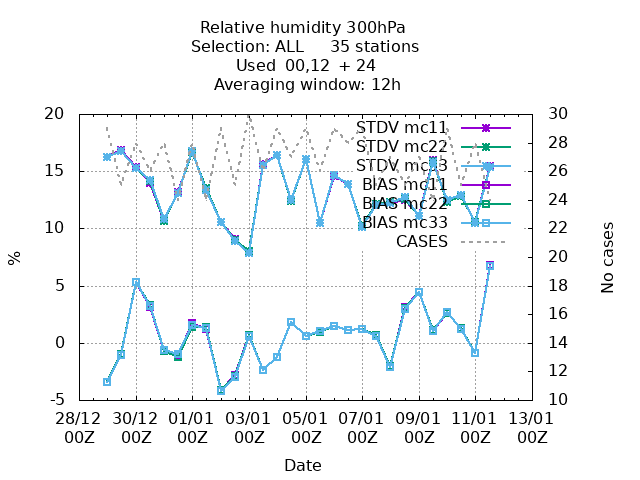 Relative humidity 300hPa
Selection: ALL 35 stations
Used 00,12 + 24
Averaging window: 12h
20
15
10
5
0
-5
%
30
28
26
24
22
20
18
16
14
12
10
No cases
STDV mc11
STDV mc22
STDV mc33
BIAS mc11
BIAS mc22
BIAS mc33
CASES
28/12 30/12 01/01 03/01 05/01 07/01 09/01 11/01 13/01
00Z 00Z 00Z 00Z 00Z 00Z 00Z 00Z 00Z
Date